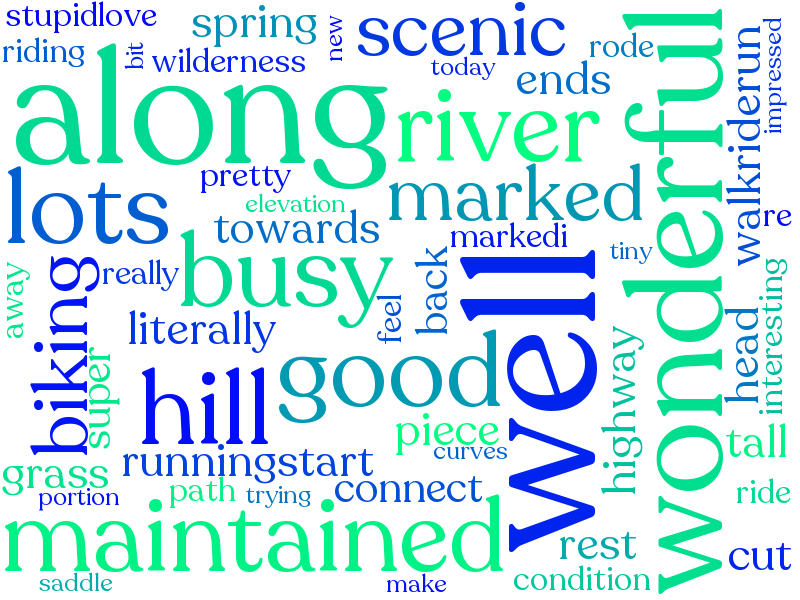 stupidlove
spring
new
scenic
wonderful
impressed
riding
bit
wilderness
today
rode
ends
walkriderun
along
river
pretty
elevation
marked
lots
towards
markedi
tiny
re
away
biking
really
busy
back
well
literally
feel
interesting
head
super
hill
good
highway
piece
tall
curves
runningstart
grass
path
trying
connect
portion
ride
maintained
rest
cut
saddle
make
condition